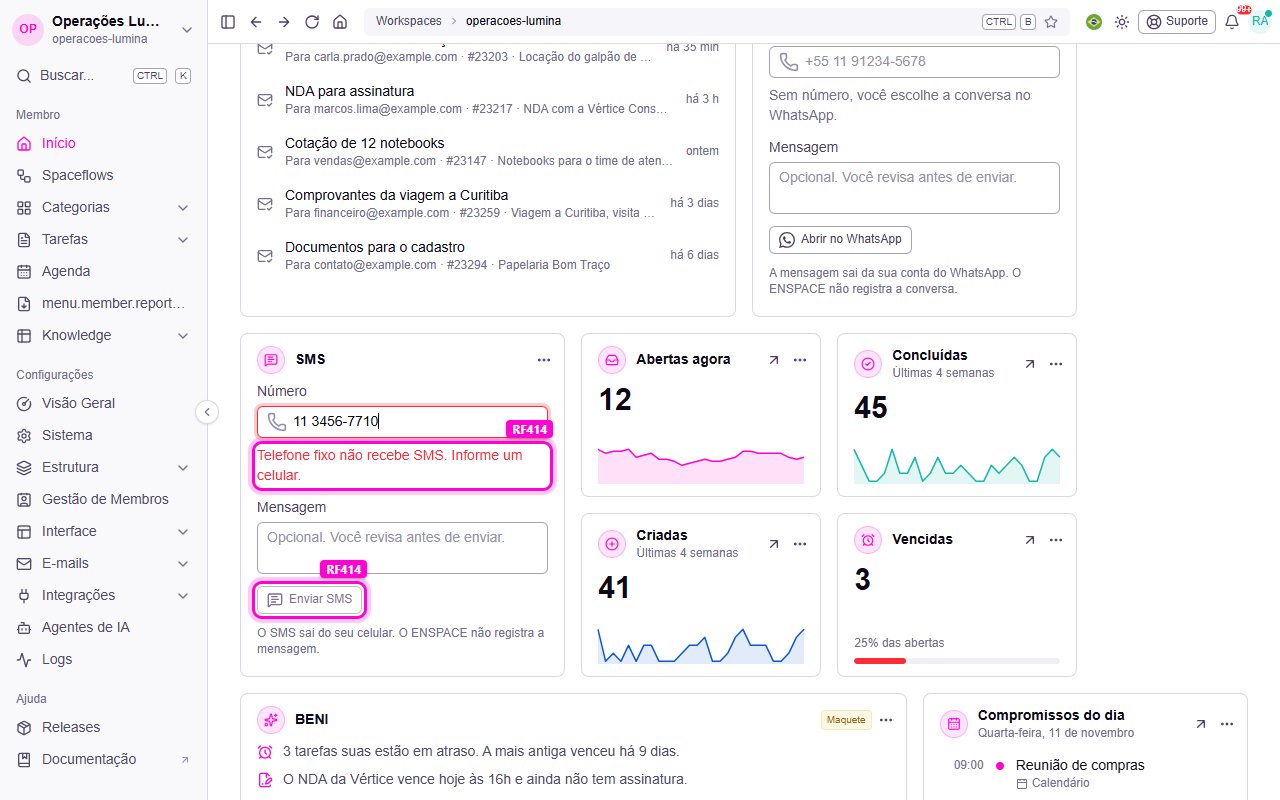 OP
Operações Lu...
operacoes-lumina
Buscar...
CTRL
K
Membro
Início
Spaceflows
Categorias
Tarefas
Agenda
menu.member.report...
Knowledge
Configurações
Visão Geral
Sistema
Estrutura
Gestão de Membros
Interface
E-mails
Integrações
Agentes de IA
Logs
Ajuda
Releases
Documentação
Workspaces
operacoes-lumina
CTRL
B
Suporte
99+
RA
Para carla.prado@example.com · #23203 · Locação do galpão de ...
há 35 min
NDA para assinatura
Para marcos.lima@example.com · #23217 · NDA com a Vértice Cons...
há 3 h
Cotação de 12 notebooks
Para vendas@example.com · #23147 · Notebooks para o time de aten...
ontem
Comprovantes da viagem a Curitiba
Para financeiro@example.com · #23259 · Viagem a Curitiba, visita ...
há 3 dias
Documentos para o cadastro
Para contato@example.com · #23294 · Papelaria Bom Traço
há 6 dias
+55 11 91234-5678
Sem número, você escolhe a conversa no
WhatsApp.
Mensagem
Opcional. Você revisa antes de enviar.
Abrir no WhatsApp
A mensagem sai da sua conta do WhatsApp. O
ENSPACE não registra a conversa.
SMS
Número
11 3456-7710
RF414
Telefone fixo não recebe SMS. Informe um
celular.
Mensagem
Opcional. Você revisa antes de enviar.
RF414
Enviar SMS
O SMS sai do seu celular. O ENSPACE não registra a
mensagem.
Abertas agora
12
Concluídas
Últimas 4 semanas
45
Criadas
Últimas 4 semanas
41
Vencidas
3
25% das abertas
BENI
Maquete
3 tarefas suas estão em atraso. A mais antiga venceu há 9 dias.
O NDA da Vértice vence hoje às 16h e ainda não tem assinatura.
Compromissos do dia
Quarta-feira, 11 de novembro
09:00
Reunião de compras
Calendário